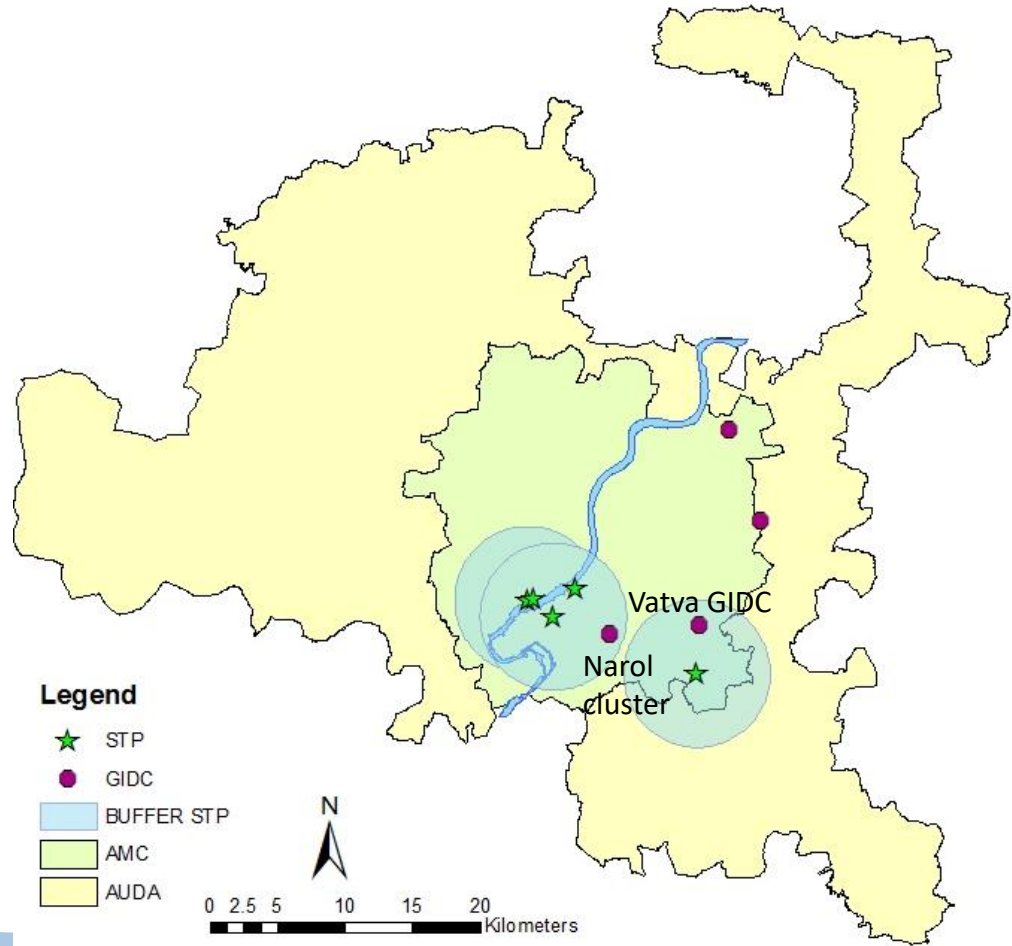 Vatva GIDC
Narol
cluster
Legend
STP
GIDC
BUFFER STP
AMC
AUDA
N
0 2.5 5 10 15 20
Kilometers